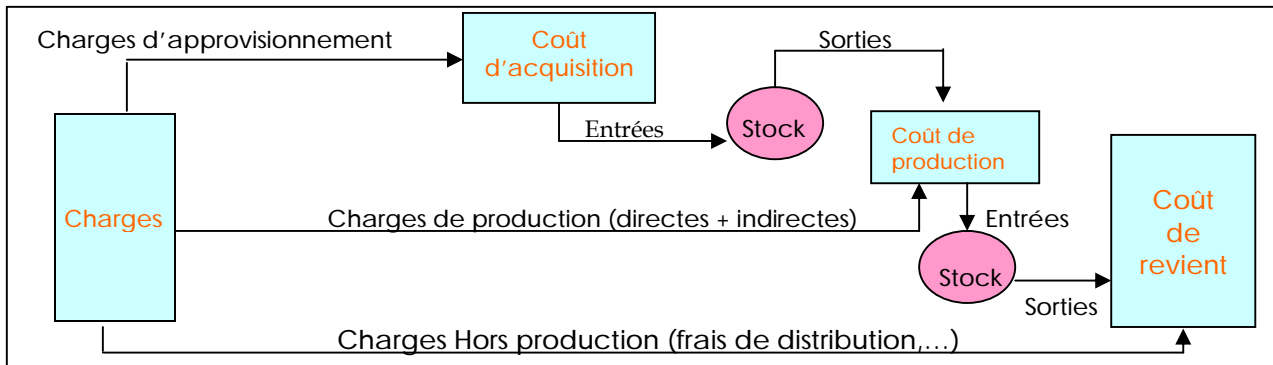 Charges d'approvisionnement
Coût
d'acquisition
Sorties
Entrées
Stock
Coût de
production
Charges
Charges de production (directes + indirectes)
Entrées
Stock
Sorties
Coût
de
revient
Charges Hors production (frais de distribution,...)